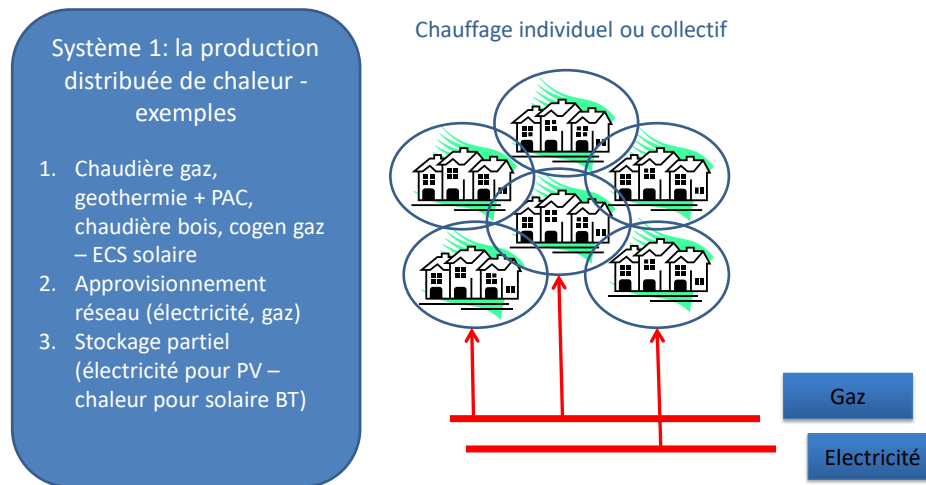 Système 1: la production
distribuée de chaleur -
exemples
1. Chaudière gaz,
geothermie + PAC,
chaudière bois, cogen gaz
– ECS solaire
2. Approvisionnement
réseau (électricité, gaz)
3. Stockage partiel
(électricité pour PV –
chaleur pour solaire BT)
Chauffage individuel ou collectif
Gaz
Electricité